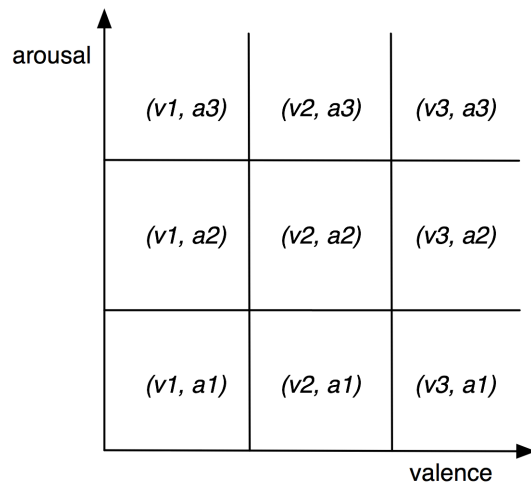 arousal
(v1, a3) (v2, a3) (v3, a3)
(v1, a2) (v2, a2) (v3, a2)
(v1, a1) (v2, a1) (v3, a1)
valence